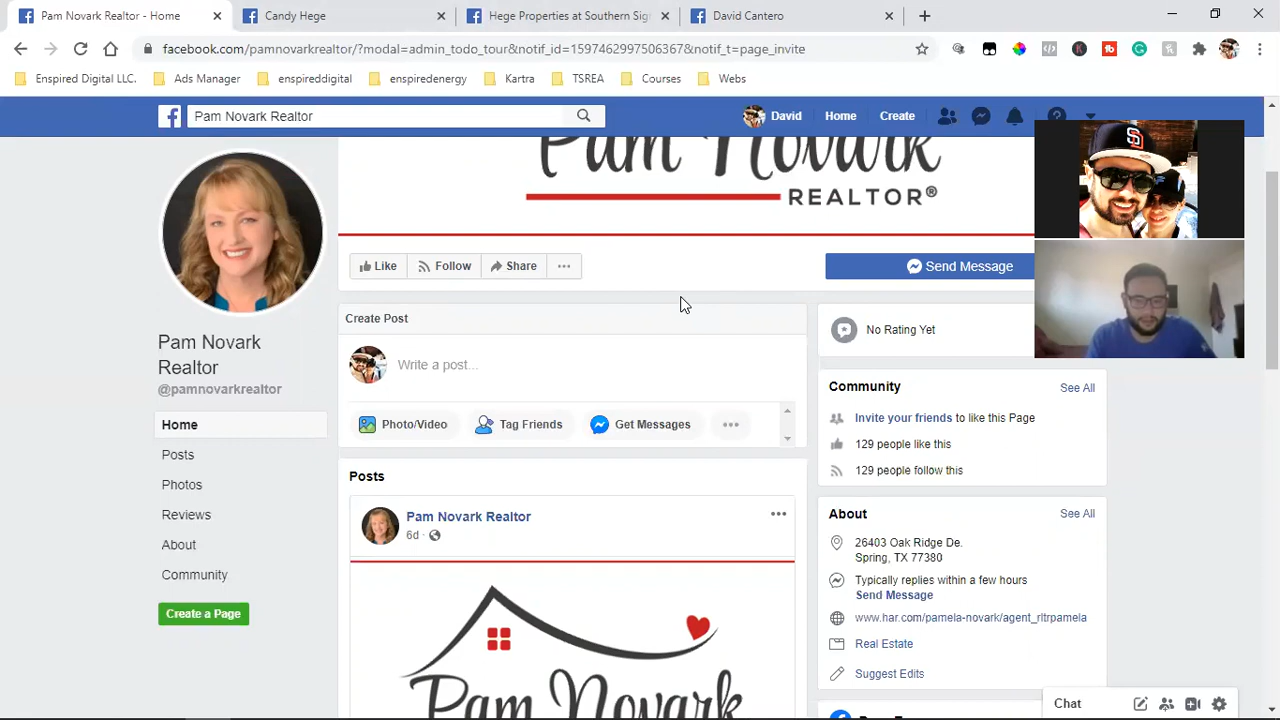 Pam Novark Realtor - Home
Candy Hege
Hege Properties at Southern Sig
David Cantero
facebook.com/pamnovarkrealtor/?modal=admin_todo_tour&notif_id=1597462997506367&notif_t=page_invite
Enspired Digital LLC.
Ads Manager
enspireddigital
enspiredenergy
Kartra
TSREA
Courses
Webs
Pam Novark Realtor
David
Home
Create
Pam Novark
REALTOR®
Like
Follow
Share
Send Message
Pam Novark
Realtor
@pamnovarkrealtor
Home
Posts
Photos
Reviews
About
Community
Create a Page
Create Post
Write a post...
Photo/Video
Tag Friends
Get Messages
Posts
Pam Novark Realtor
6d
Pam Novark
No Rating Yet
Community
See All
Invite your friends to like this Page
129 people like this
129 people follow this
About
See All
26403 Oak Ridge De.
Spring, TX 77380
Typically replies within a few hours
Send Message
www.har.com/pamela-novark/agent_rltrpamela
Real Estate
Suggest Edits
Chat